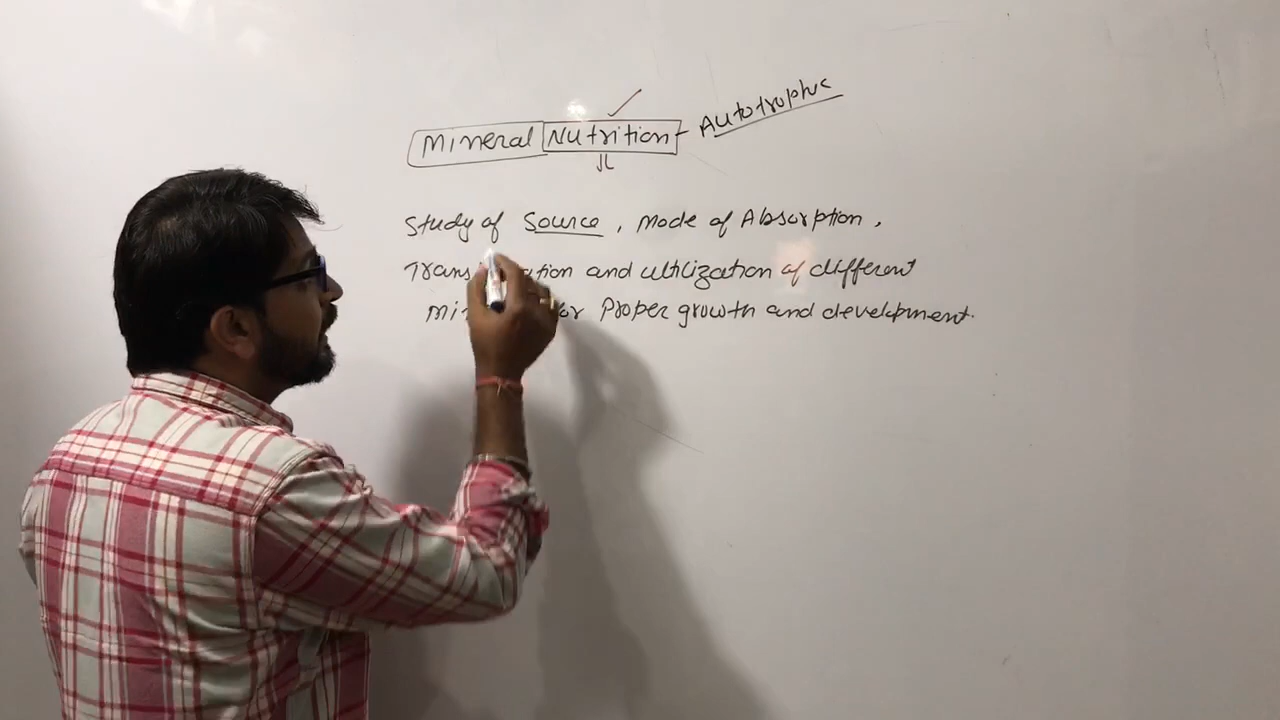 Mineral Nutrition - Autotrophic
Study of Source, Mode of Absorption,
and utilization of different
Proper growth and development.